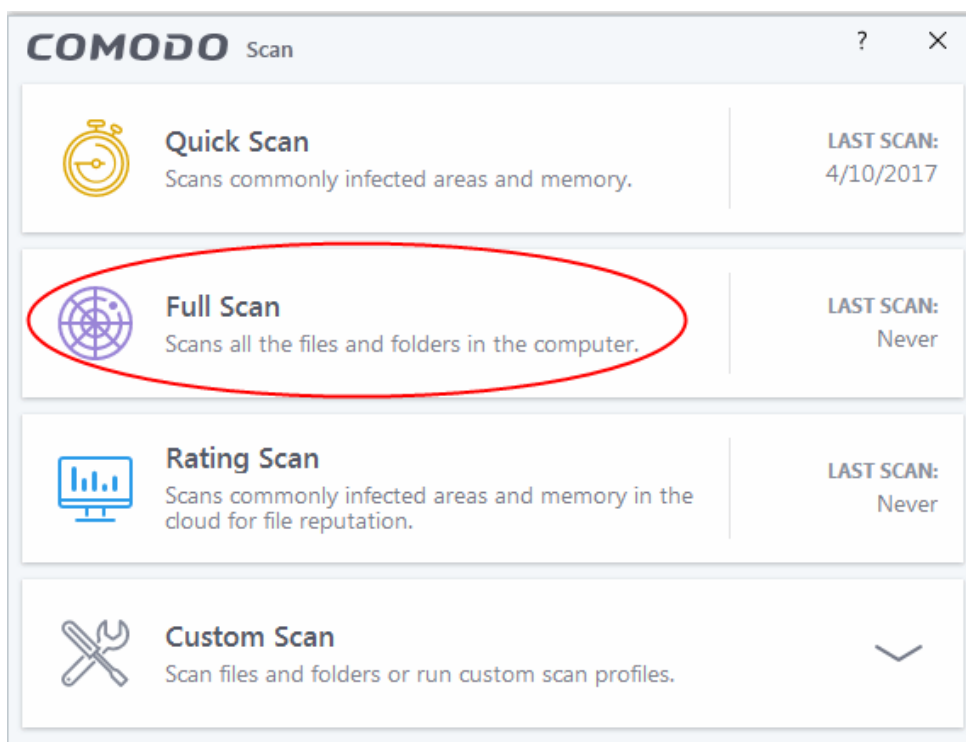 COMODO Scan ?
Quick Scan
Scans commonly infected areas and memory.
LAST SCAN:
4/10/2017
Full Scan
Scans all the files and folders in the computer.
LAST SCAN:
Never
Rating Scan
Scans commonly infected areas and memory in the
cloud for file reputation.
LAST SCAN:
Never
Custom Scan
Scan files and folders or run custom scan profiles.